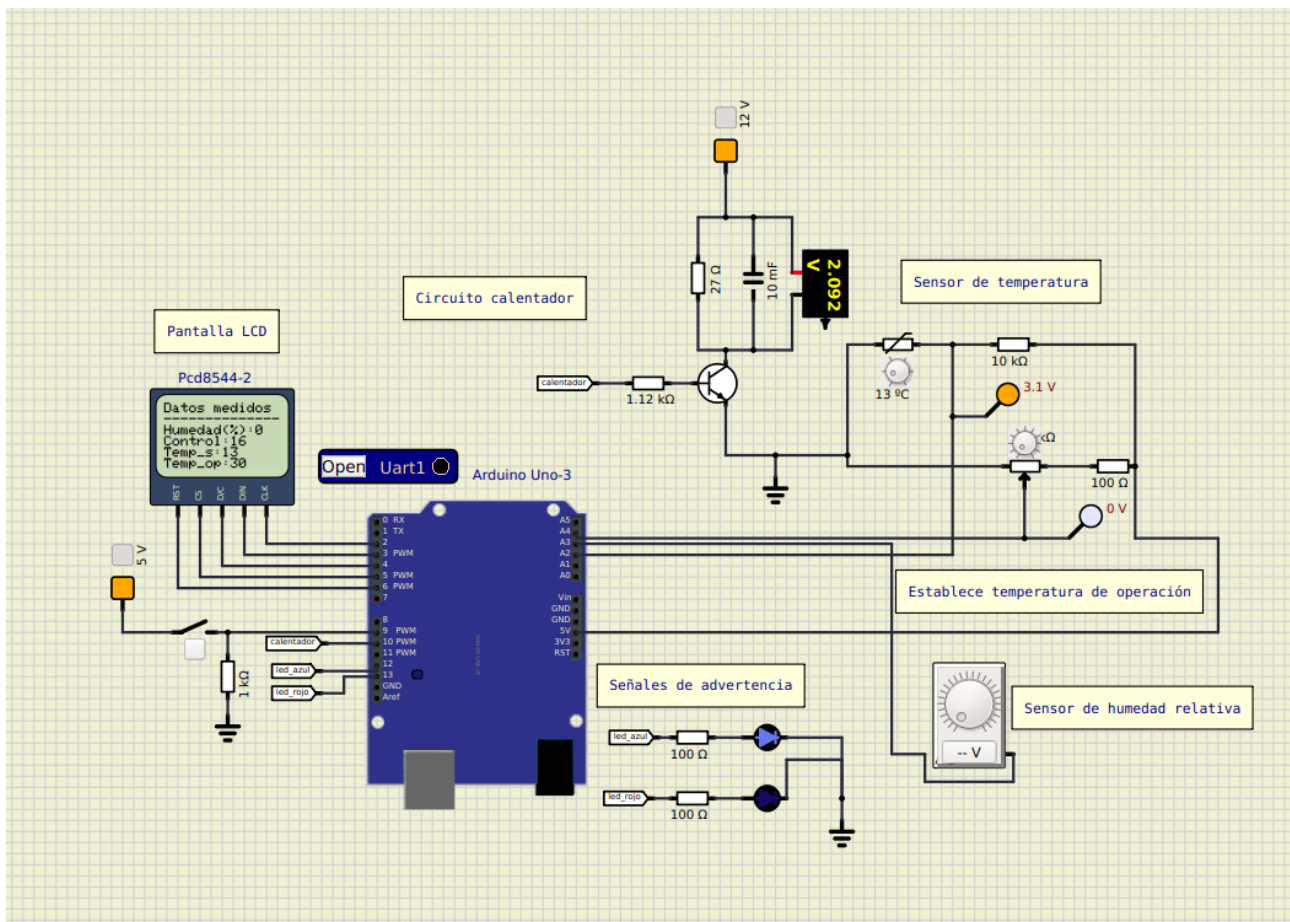 12 V
27 Ω
10 mF
2.092
V
Circuito calentador
Sensor de temperatura
Pantalla LCD
Pcd8544-2
calentador
1.12 kΩ
10 kΩ
13 ºC
3.1 V
Datos medidos
Humedad(%):0
Control:16
Temp_s:13
Temp_op:30
RST
CS
D/C
DIN
CLK
Open Uart1
Arduino Uno-3
kΩ
100 Ω
0 V
0 RX
1 TX
2
3 PWM
4
5 PWM
6 PWM
7
8
9 PWM
10 PWM
11 PWM
12
13
GND
Aref
A5
A4
A3
A2
A1
A0
Vin
GND
GND
5V
3V3
RST
5 V
1 kΩ
calentador
led_azul
led_rojo
Establece temperatura de operación
Señales de advertencia
Sensor de humedad relativa
-- V
led_azul
100 Ω
led_rojo
100 Ω